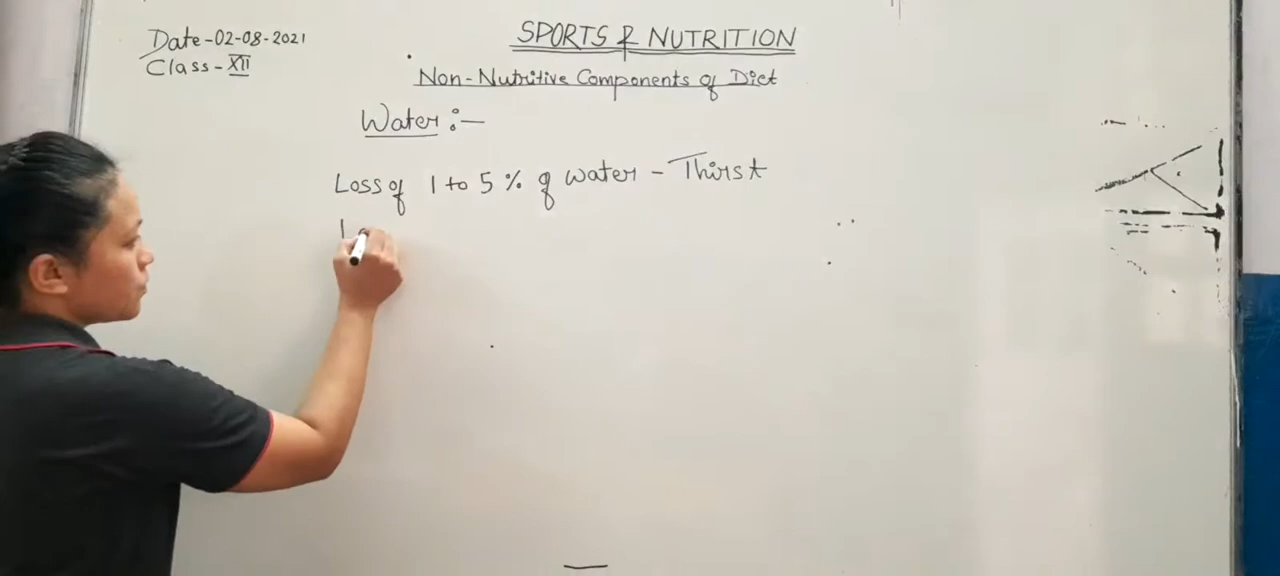 Date-02-08-2021
Class-XII
SPORTS & NUTRITION
Non-Nutritive Components of Diet
Water :-
Loss of 1 to 5 % of water - Thirst